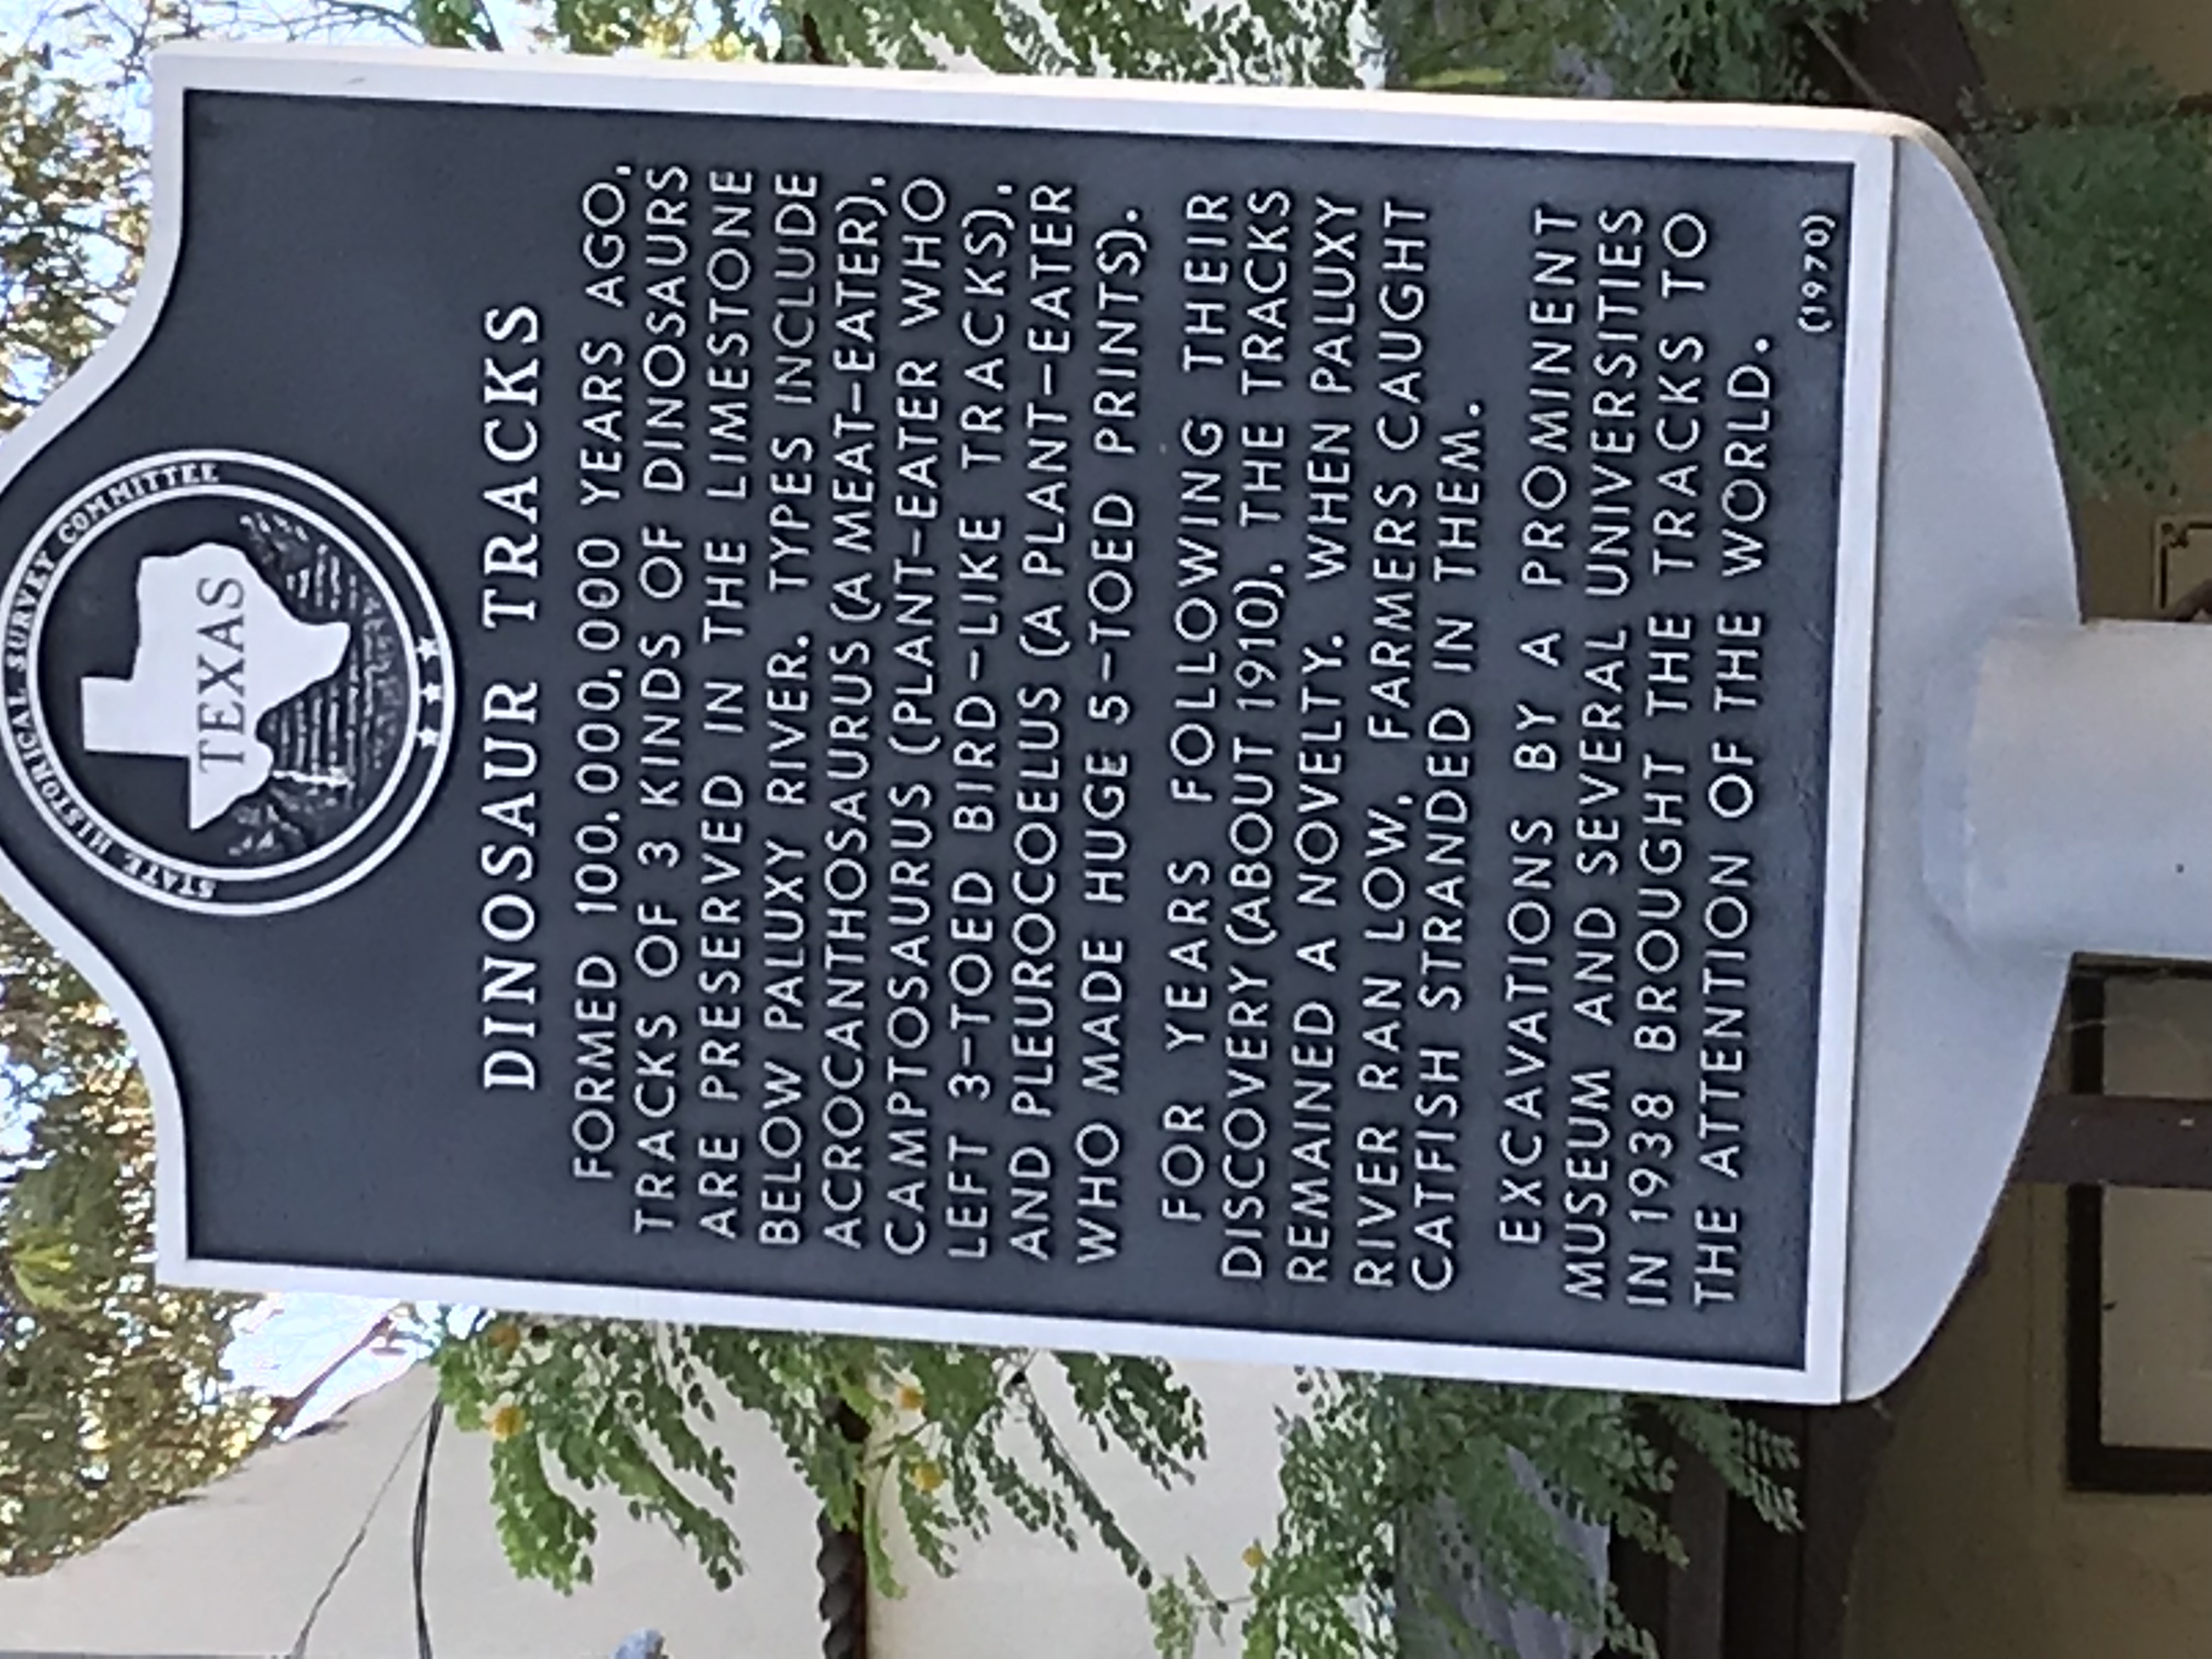 STATE HISTORICAL SURVEY COMMITTEE
TEXAS
DINOSAUR TRACKS
FORMED 100,000,000 YEARS AGO,
TRACKS OF 3 KINDS OF DINOSAURS
ARE PRESERVED IN THE LIMESTONE
BELOW PALUXY RIVER. TYPES INCLUDE
ACROCANTHOSAURUS (A MEAT-EATER),
CAMPTOSAURUS (PLANT-EATER WHO
LEFT 3-TOED BIRD-LIKE TRACKS),
AND PLEUROCOELUS (A PLANT-EATER
WHO MADE HUGE 5-TOED PRINTS).
FOR YEARS FOLLOWING THEIR
DISCOVERY (ABOUT 1910), THE TRACKS
REMAINED A NOVELTY. WHEN PALUXY
RIVER RAN LOW, FARMERS CAUGHT
CATFISH STRANDED IN THEM.
EXCAVATIONS BY A PROMINENT
MUSEUM AND SEVERAL UNIVERSITIES
IN 1938 BROUGHT THE TRACKS TO
THE ATTENTION OF THE WORLD.
(1970)